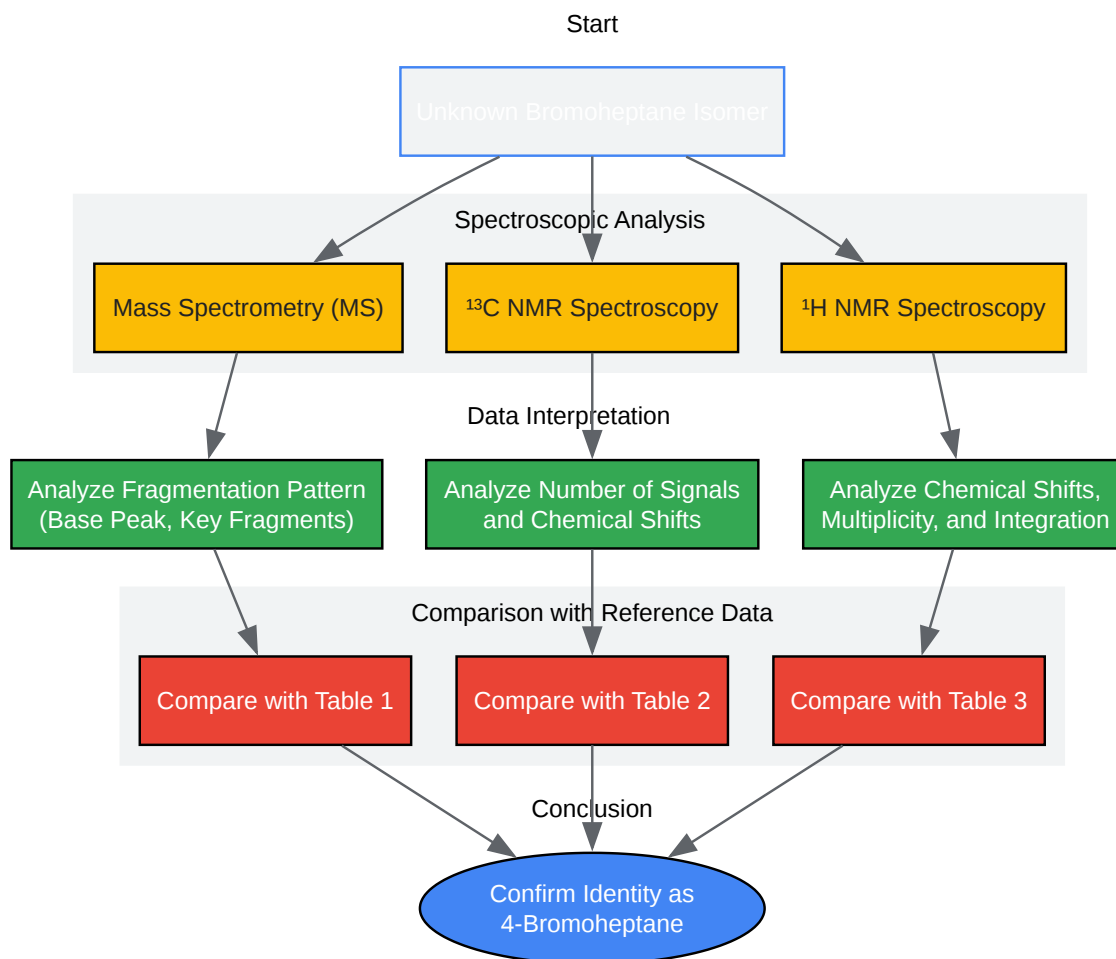 Start
Unknown Bromoheptane Isomer
Spectroscopic Analysis
Mass Spectrometry (MS)
¹³C NMR Spectroscopy
¹H NMR Spectroscopy
Data Interpretation
Analyze Fragmentation Pattern
(Base Peak, Key Fragments)
Analyze Number of Signals
and Chemical Shifts
Analyze Chemical Shifts,
Multiplicity, and Integration
Comparison with Reference Data
Compare with Table 1
Compare with Table 2
Compare with Table 3
Conclusion
Confirm Identity as
4-Bromoheptane